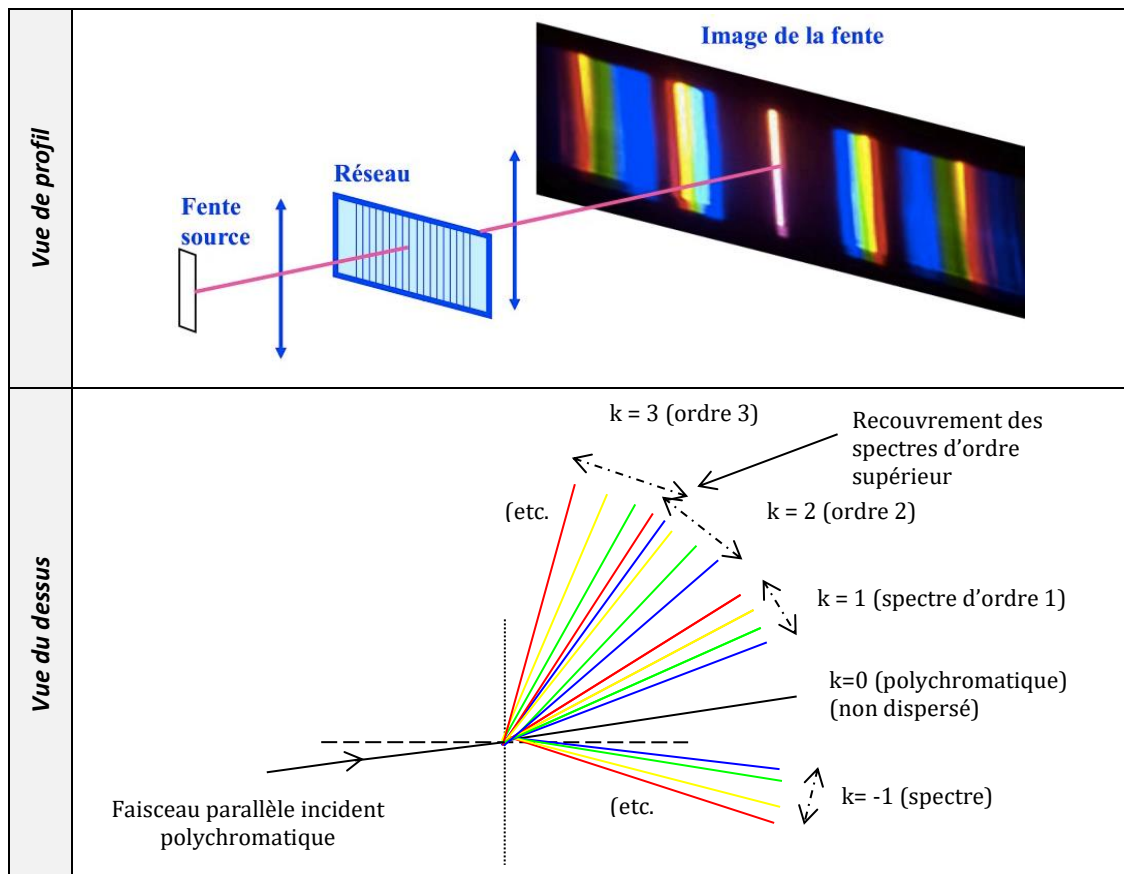 Vue de profil
Image de la fente
Réseau
Fente
source
Vue du dessus
k = 3 (ordre 3)
Recouvrement des
spectres d’ordre
supérieur
(etc.
k = 2 (ordre 2)
k = 1 (spectre d’ordre 1)
k=0 (polychromatique)
(non dispersé)
Faisceau parallèle incident
polychromatique
(etc.
k= -1 (spectre)